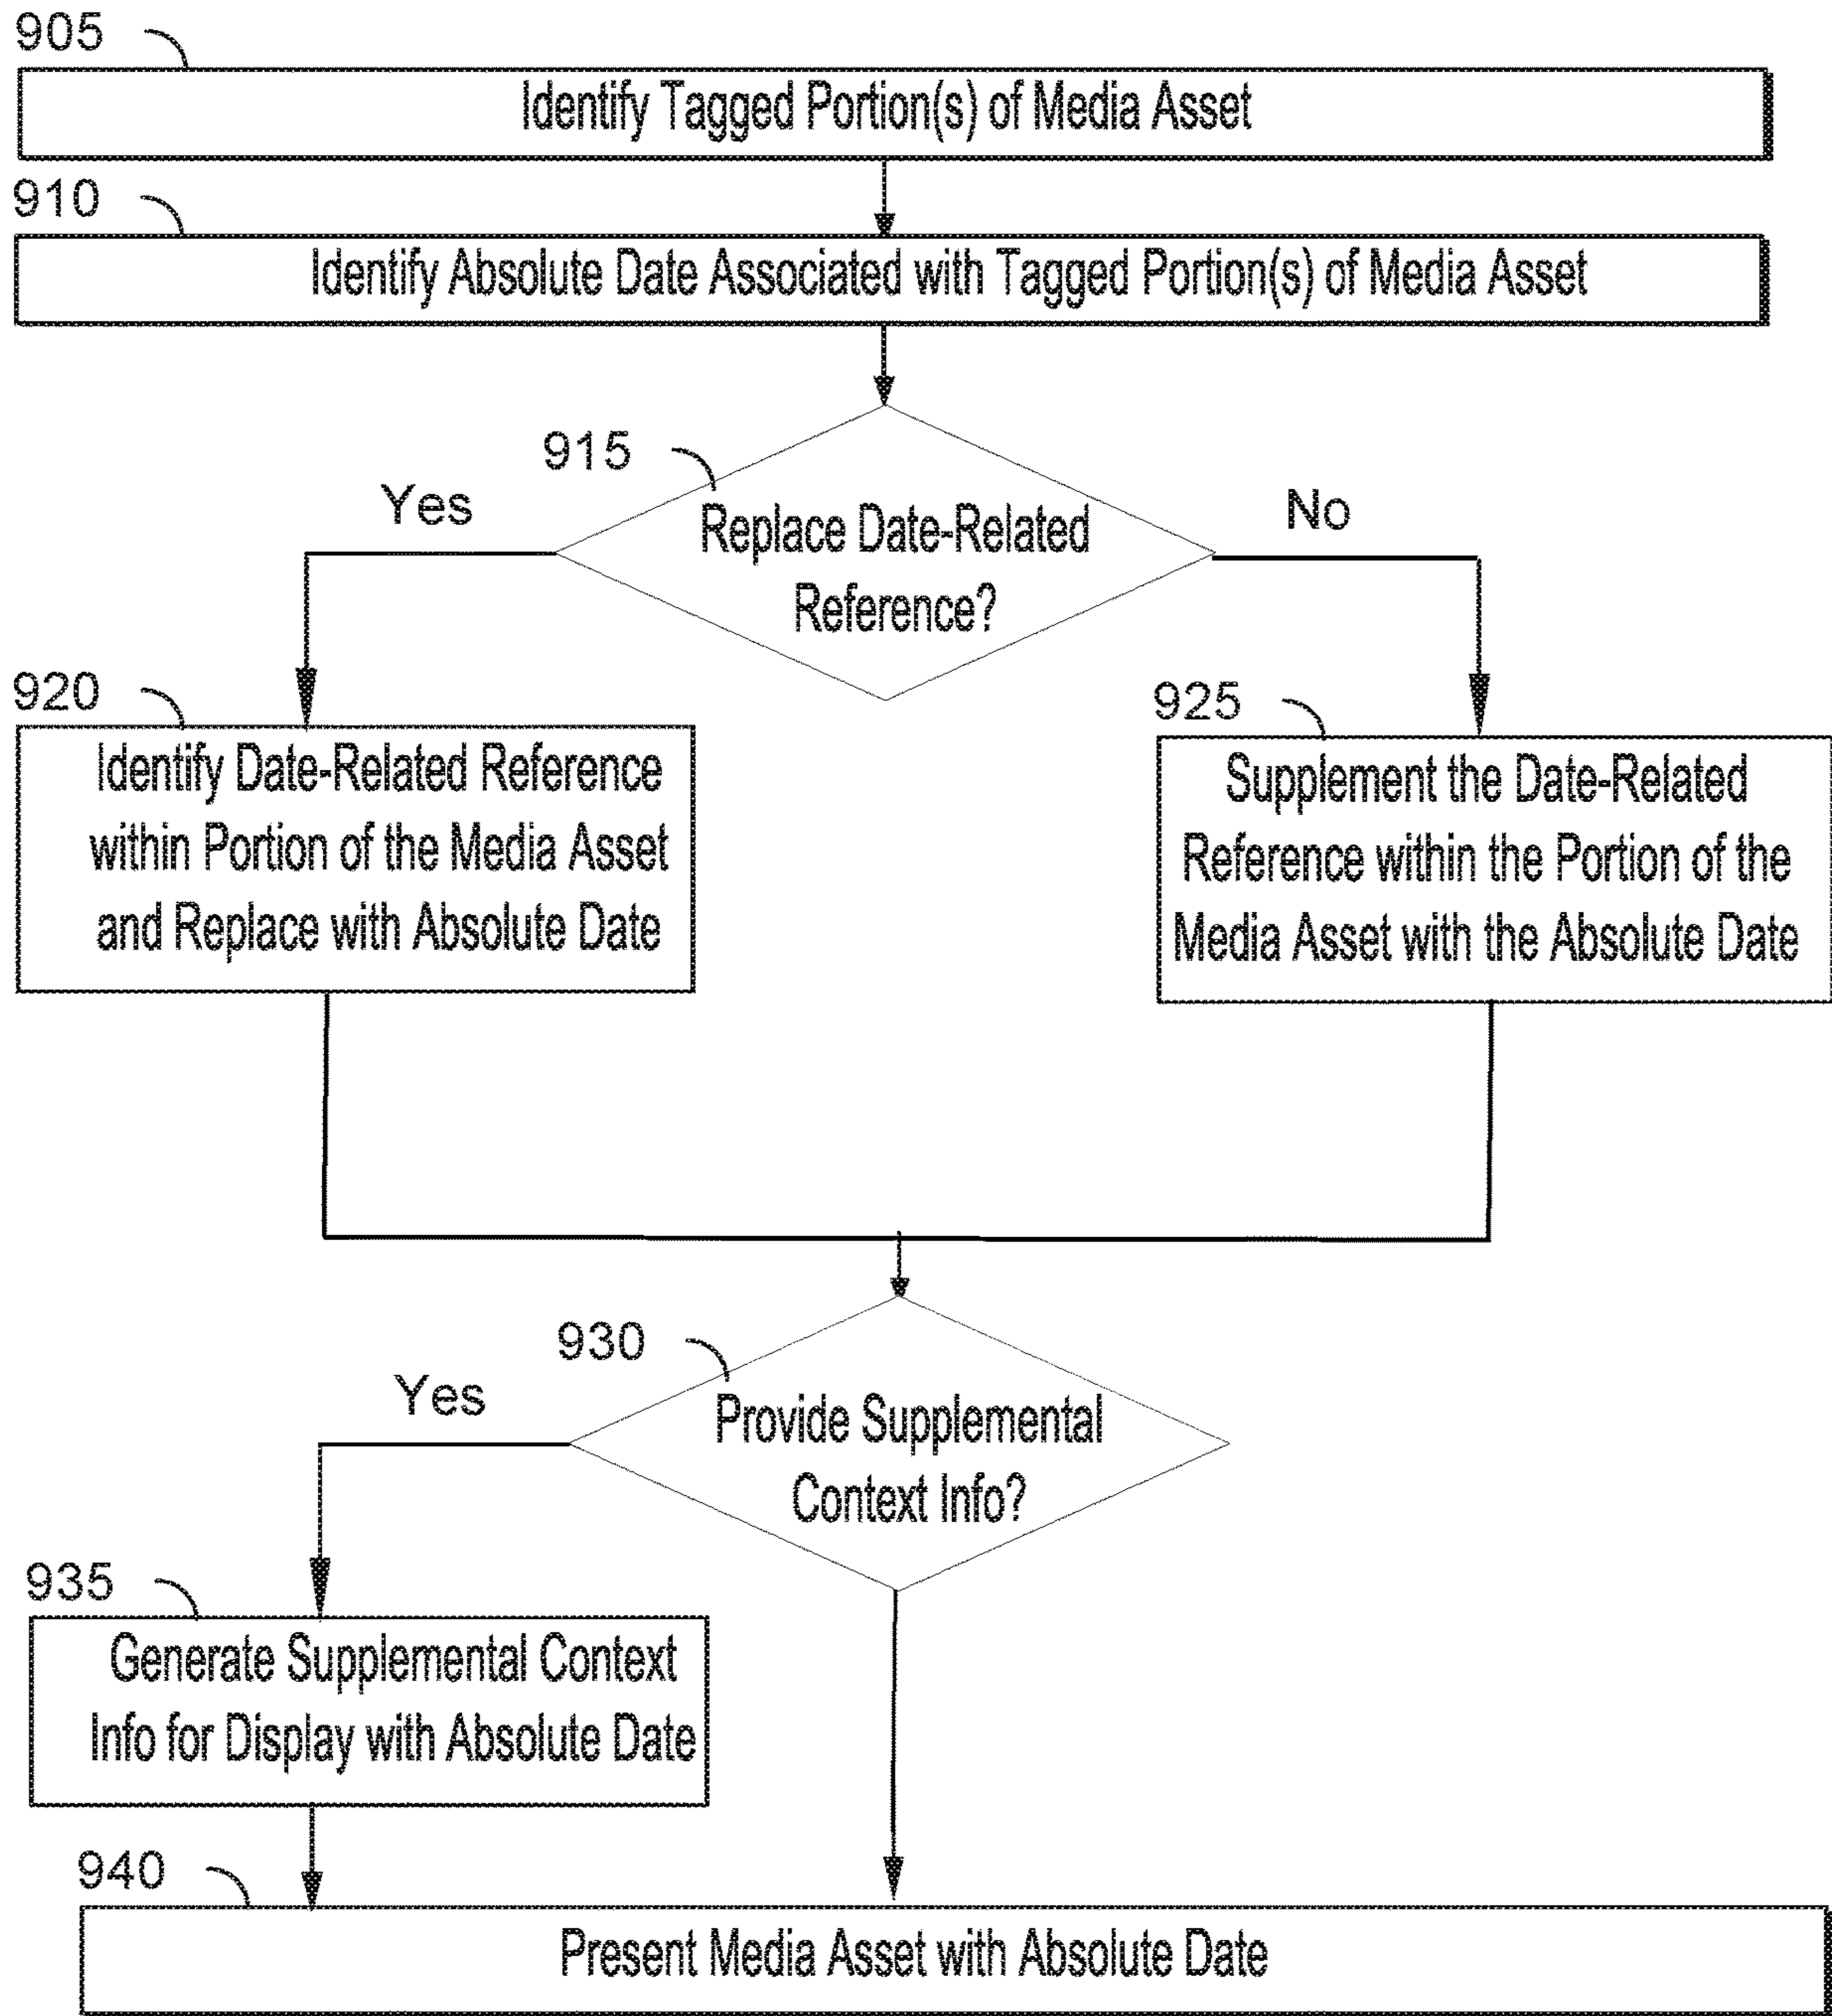 905
Identify Tagged Portion(s) of Media Asset
910
Identify Absolute Date Associated with Tagged Portion(s) of Media Asset
915
Yes
No
Replace Date-Related
Reference?
920
Identify Date-Related Reference
within Portion of the Media Asset
and Replace with Absolute Date
925
Supplement the Date-Related
Reference within the Portion of the
Media Asset with the Absolute Date
930
Yes
Provide Supplemental
Context Info?
935
Generate Supplemental Context
Info for Display with Absolute Date
940
Present Media Asset with Absolute Date